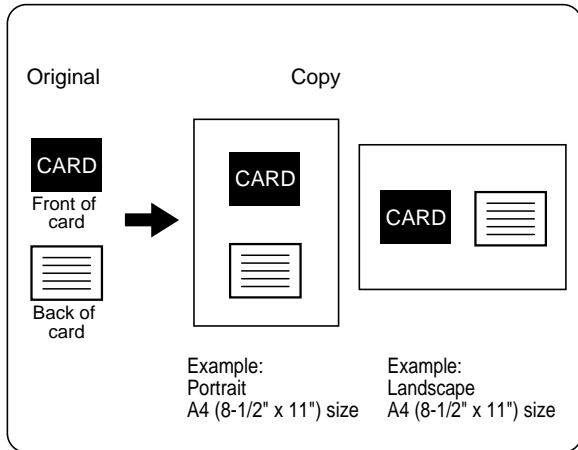 Original
Copy
CARD
Front of
card
Back of
card
CARD
CARD
Example:
Portrait
A4 (8-1/2" x 11") size
Example:
Landscape
A4 (8-1/2" x 11") size